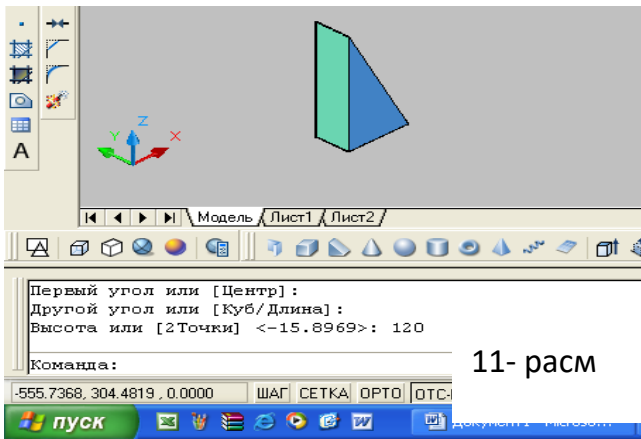 A
Z
Y X
Модель Лист1 Лист2
Первый угол или [Центр]:
Другой угол или [Куб/Длина]:
Высота или [2Точки] <-15.8969>: 120
Команда:
11- расм
-555.7368, 304.4819 , 0.0000 ШАГ СЕТКА ОРТО ОТС-
пуск